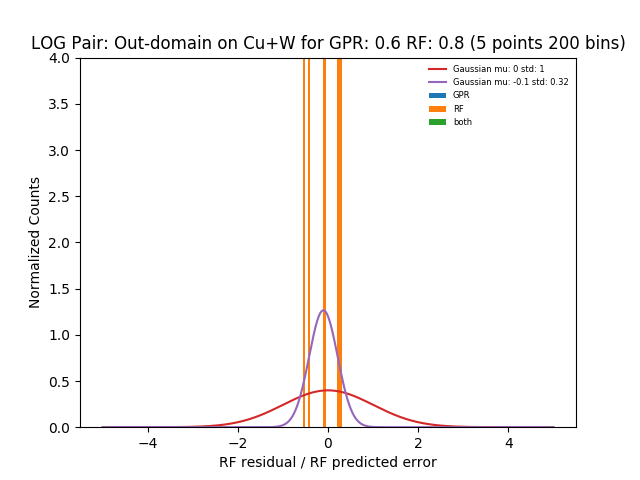 LOG Pair: Out-domain on Cu+W for GPR: 0.6 RF: 0.8 (5 points 200 bins)
4.0
3.5
3.0
2.5
2.0
1.5
1.0
0.5
0.0
Normalized Counts
Gaussian mu: 0 std: 1
Gaussian mu: -0.1 std: 0.32
GPR
RF
both
−4 −2 0 2 4
RF residual / RF predicted error